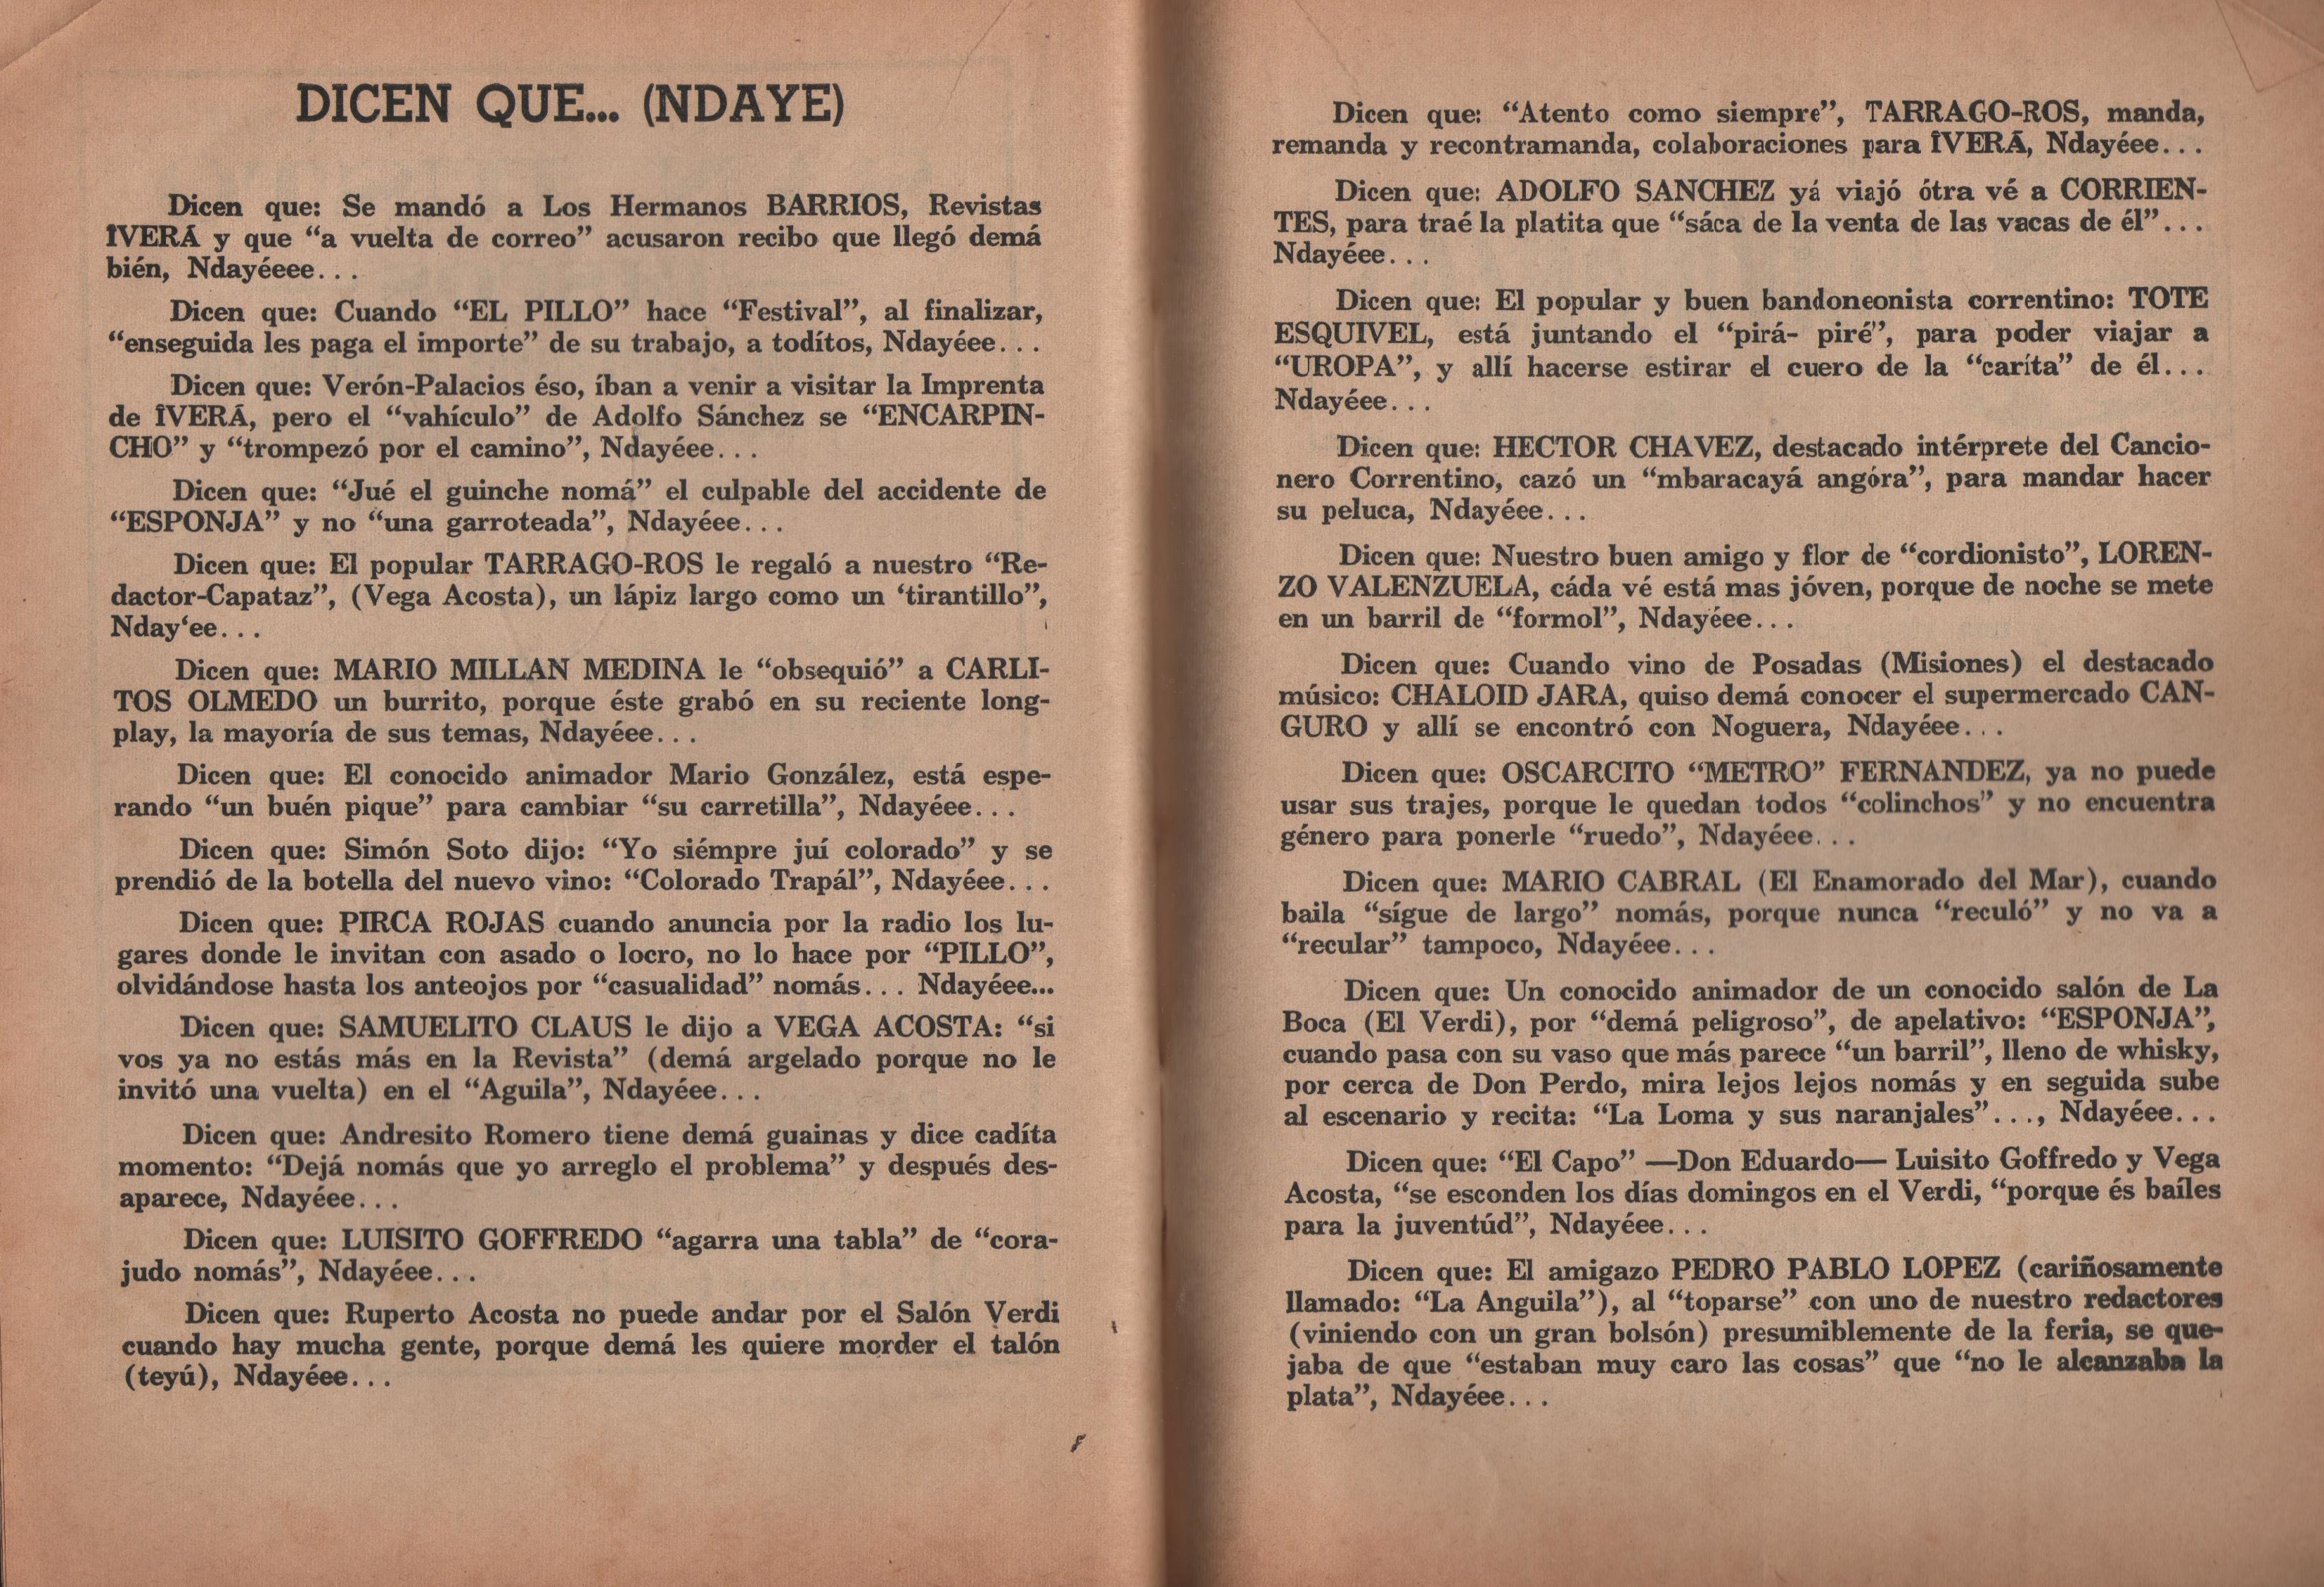 DICEN QUE... (NDAYE)
Dicen que: Se mandó a Los Hermanos BARRIOS, Revistas
ÎVERÁ y que “a vuelta de correo” acusaron recibo que llegó demá
bién, Ndayéeee...
Dicen que: Cuando “EL PILLO” hace “Festival”, al finalizar,
“enseguida les paga el importe” de su trabajo, a todítos, Ndayéee...
Dicen que: Verón-Palacios éso, íban a venir a visitar la Imprenta
de ÎVERÁ, pero el “vahículo” de Adolfo Sánchez se “ENCARPIN-
CHO” y “trompezó por el camino”, Ndayéee...
Dicen que: “Jué el guinche nomá” el culpable del accidente de
“ESPONJA” y no “una garroteada”, Ndayéee...
Dicen que: El popular TARRAGO-ROS le regaló a nuestro “Re-
dactor-Capataz”, (Vega Acosta), un lápiz largo como un ‘tirantillo”,
Nday‘ee...
Dicen que: MARIO MILLAN MEDINA le “obsequió” a CARLI-
TOS OLMEDO un burrito, porque éste grabó en su reciente long-
play, la mayoría de sus temas, Ndayéee...
Dicen que: El conocido animador Mario González, está espe-
rando “un buén pique” para cambiar “su carretilla”, Ndayéee...
Dicen que: Simón Soto dijo: “Yo siémpre juí colorado” y se
prendió de la botella del nuevo vino: “Colorado Trapál”, Ndayéee...
Dicen que: PIRCA ROJAS cuando anuncia por la radio los lu-
gares donde le invitan con asado o locro, no lo hace por “PILLO”,
olvidándose hasta los anteojos por “casualidad” nomás... Ndayéee...
Dicen que: SAMUELITO CLAUS le dijo a VEGA ACOSTA: “si
vos ya no estás más en la Revista” (demá argelado porque no le
invitó una vuelta) en el “Aguila”, Ndayéee...
Dicen que: Andresito Romero tiene demá guainas y dice cadíta
momento: “Dejá nomás que yo arreglo el problema” y después des-
aparece, Ndayéee...
Dicen que: LUISITO GOFFREDO “agarra una tabla” de “cora-
judo nomás”, Ndayéee...
Dicen que: Ruperto Acosta no puede andar por el Salón Verdi
cuando hay mucha gente, porque demá les quiere morder el talón
(teyú), Ndayéee...
Dicen que: “Atento como siempre”, TARRAGO-ROS, manda,
remanda y recontramanda, colaboraciones para ÎVERÁ, Ndayéee...
Dicen que: ADOLFO SANCHEZ yá viajó ótra vé a CORRIEN-
TES, para traé la platita que “sáca de la venta de las vacas de él”...
Ndayéee...
Dicen que: El popular y buen bandoneonista correntino: TOTE
ESQUIVEL, está juntando el “pirá- piré”, para poder viajar a
“UROPA”, y allí hacerse estirar el cuero de la “caríta” de él...
Ndayéee...
Dicen que: HECTOR CHAVEZ, destacado intérprete del Cancio-
nero Correntino, cazó un “mbaracayá angóra”, para mandar hacer
su peluca, Ndayéee...
Dicen que: Nuestro buen amigo y flor de “cordionisto”, LOREN-
ZO VALENZUELA, cáda vé está mas jóven, porque de noche se mete
en un barril de “formol”, Ndayéee...
Dicen que: Cuando vino de Posadas (Misiones) el destacado
músico: CHALOID JARA, quiso demá conocer el supermercado CAN-
GURO y allí se encontró con Noguera, Ndayéee...
Dicen que: OSCARCITO “METRO” FERNANDEZ, ya no puede
usar sus trajes, porque le quedan todos “colinchos” y no encuentra
género para ponerle “ruedo”, Ndayéee...
Dicen que: MARIO CABRAL (El Enamorado del Mar), cuando
baila “sígue de largo” nomás, porque nunca “reculó” y no va a
“recular” tampoco, Ndayéee...
Dicen que: Un conocido animador de un conocido salón de La
Boca (El Verdi), por “demá peligroso”, de apelativo: “ESPONJA”,
cuando pasa con su vaso que más parece “un barril”, lleno de whisky,
por cerca de Don Perdo, mira lejos lejos nomás y en seguida sube
al escenario y recita: “La Loma y sus naranjales”..., Ndayéee...
Dicen que: “El Capo” —Don Eduardo— Luisito Goffredo y Vega
Acosta, “se esconden los días domingos en el Verdi, “porque és baíles
para la juventúd”, Ndayéee...
Dicen que: El amigazo PEDRO PABLO LOPEZ (cariñosamente
llamado: “La Anguila”), al “toparse” con uno de nuestro redactores
(viniendo con un gran bolsón) presumiblemente de la feria, se que-
jaba de que “estaban muy caro las cosas” que “no le alcanzaba la
plata”, Ndayéee...